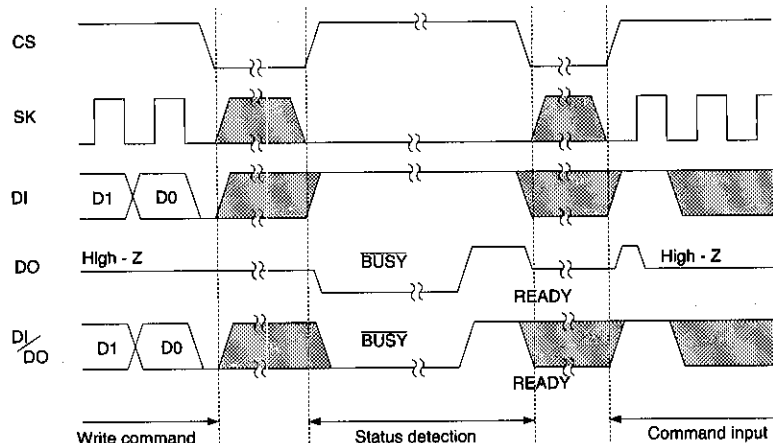 CS
SK
DI
D1
D0
DO
High - Z
BUSY
READY
High - Z
DI
/
DO
D1
D0
BUSY
READY
Write command
Status detection
Command input